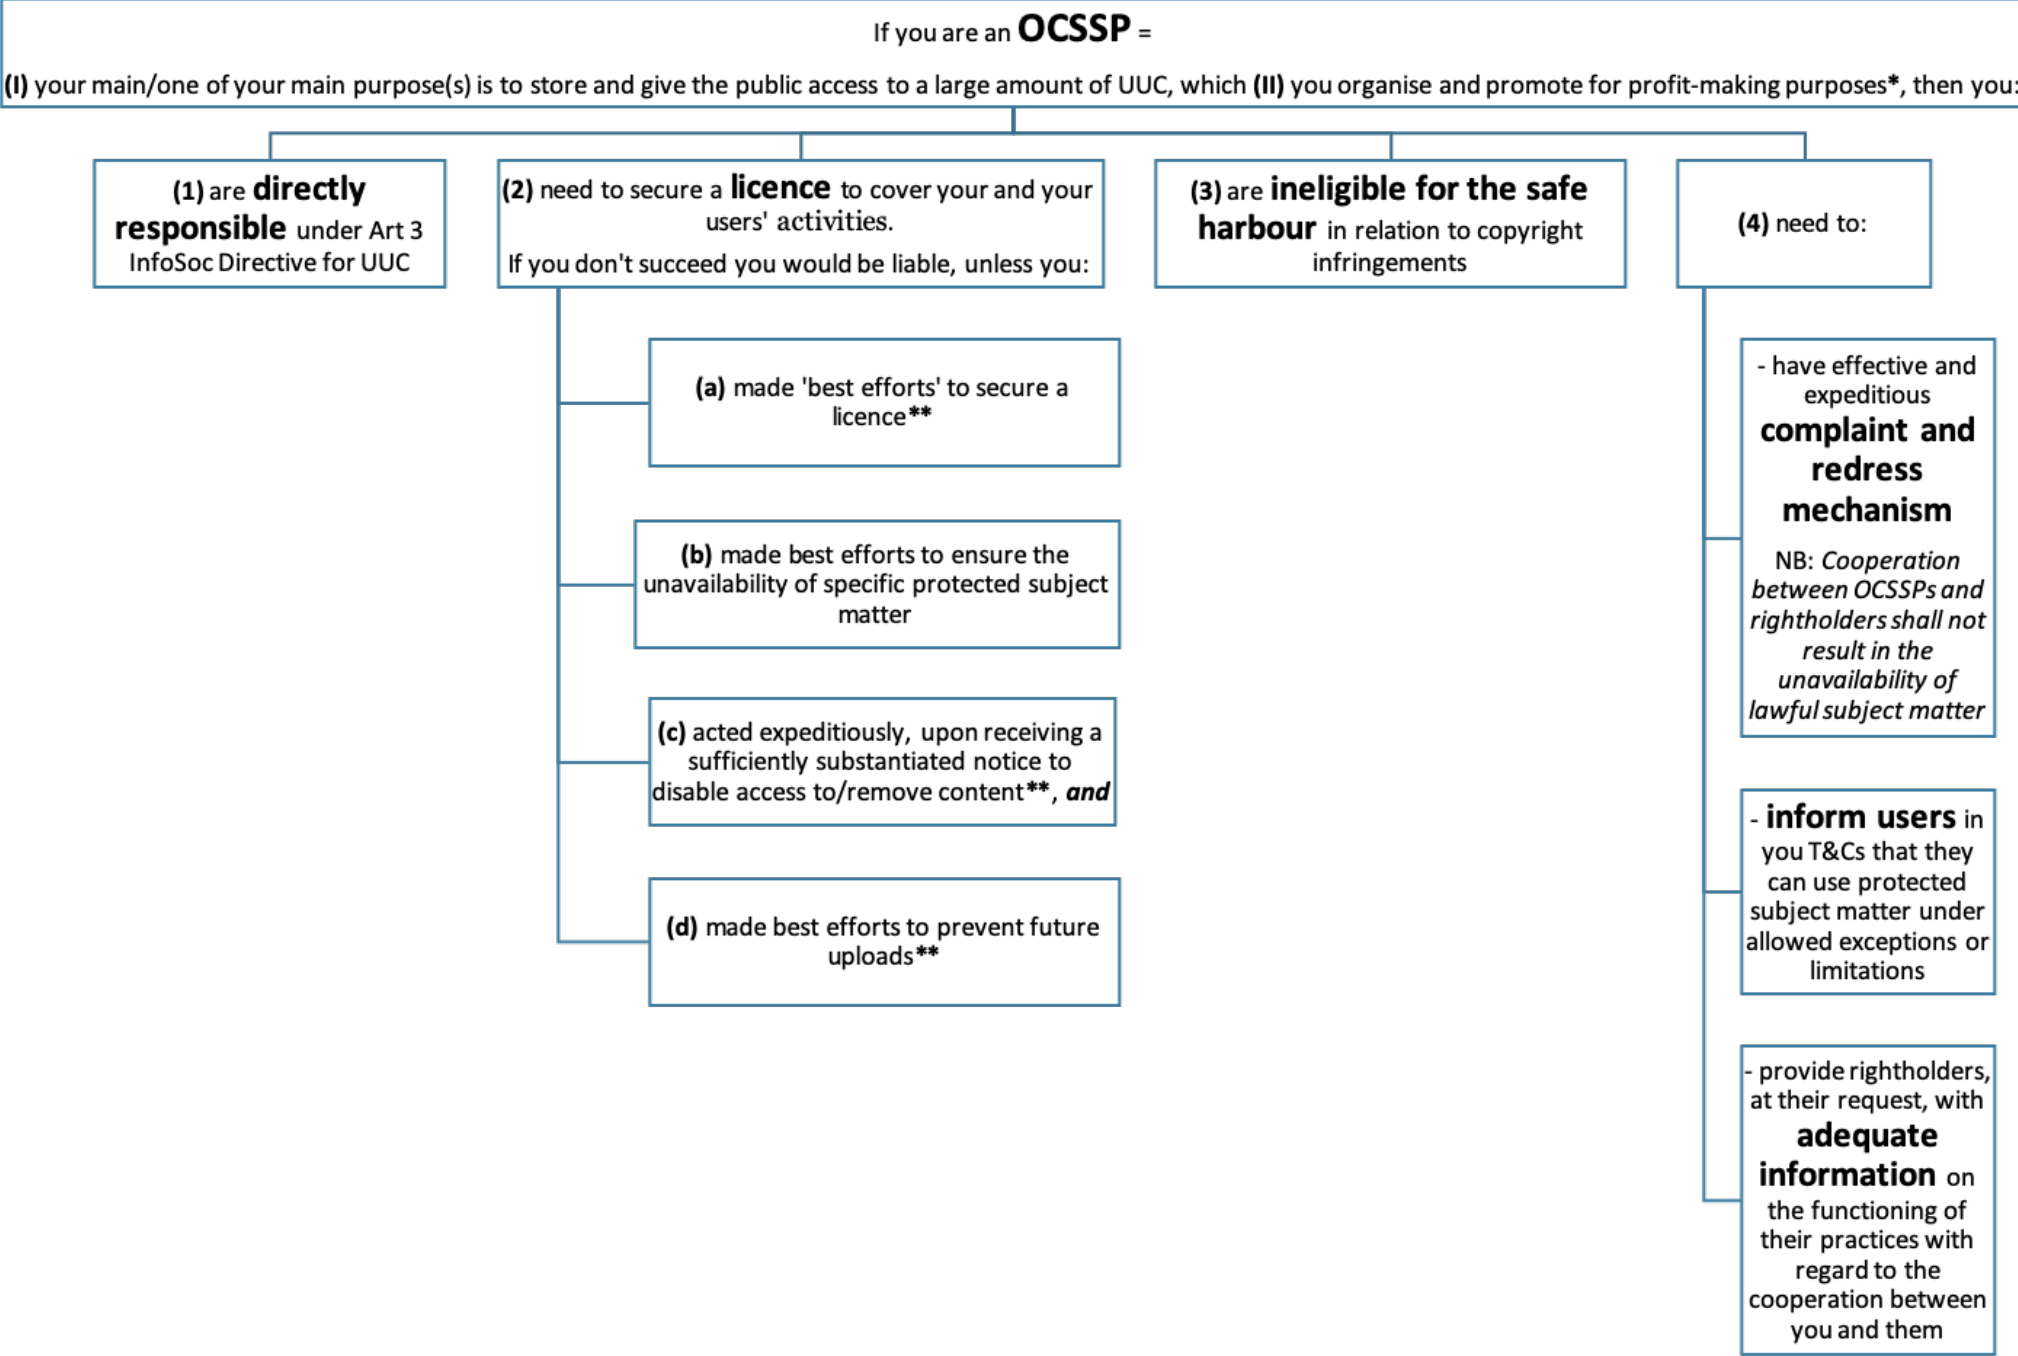 If you are an OCSSP =
(I) your main/one of your main purpose(s) is to store and give the public access to a large amount of UUC, which (II) you organise and promote for profit-making purposes*, then you:
(1) are directly
responsible under Art 3
InfoSoc Directive for UUC
(2) need to secure a licence to cover your and your
users' activities.
If you don't succeed you would be liable, unless you:
(a) made 'best efforts' to secure a
licence**
(b) made best efforts to ensure the
unavailability of specific protected subject
matter
(c) acted expeditiously, upon receiving a
sufficiently substantiated notice to
disable access to/remove content**, and
(d) made best efforts to prevent future
uploads**
(3) are ineligible for the safe
harbour in relation to copyright
infringements
(4) need to:
- have effective and
expeditious
complaint and
redress
mechanism
NB: Cooperation
between OCSSPs and
rightholders shall not
result in the
unavailability of
lawful subject matter
- inform users in
you T&Cs that they
can use protected
subject matter under
allowed exceptions or
limitations
- provide rightholders,
at their request, with
adequate
information on
the functioning of
their practices with
regard to the
cooperation between
you and them